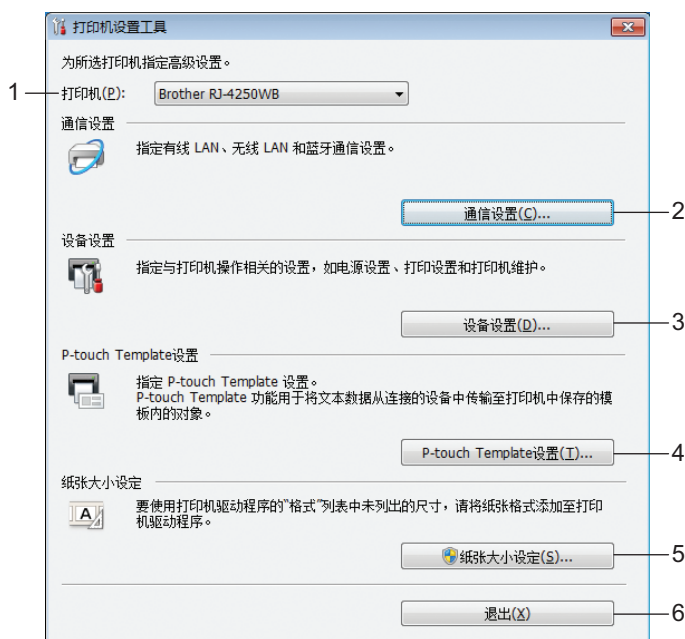 打印机设置工具
为所选打印机指定高级设置。
1 打印机(P): Brother RJ-4250WB
通信设置
指定有线 LAN、无线 LAN 和蓝牙通信设置。
通信设置(C)... 2
设备设置
指定与打印机操作相关的设置，如电源设置、打印设置和打印机维护。
设备设置(D)... 3
P-touch Template设置
指定 P-touch Template 设置。
P-touch Template 功能用于将文本数据从连接的设备中传输至打印机中保存的模
板内的对象。
P-touch Template设置(T)... 4
纸张大小设定
要使用打印机驱动程序的“格式”列表中未列出的尺寸，请将纸张格式添加至打印
机驱动程序。
纸张大小设定(S)... 5
退出(X) 6